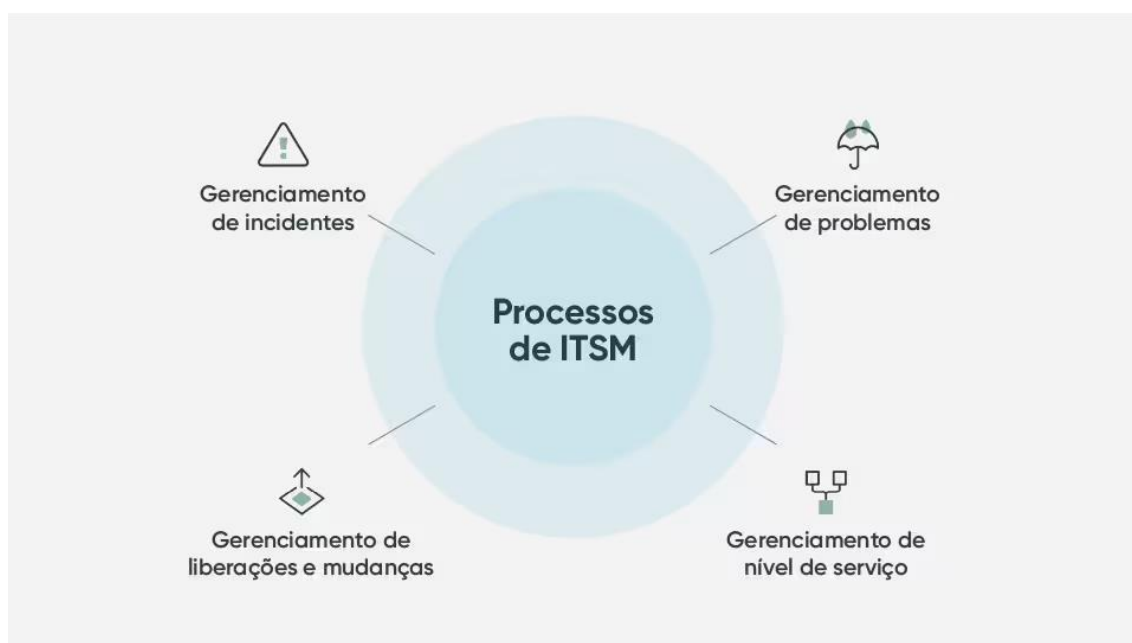 Gerenciamento
de incidentes
Gerenciamento
de problemas
Processos
de ITSM
Gerenciamento de
liberações e mudanças
Gerenciamento de
nível de serviço